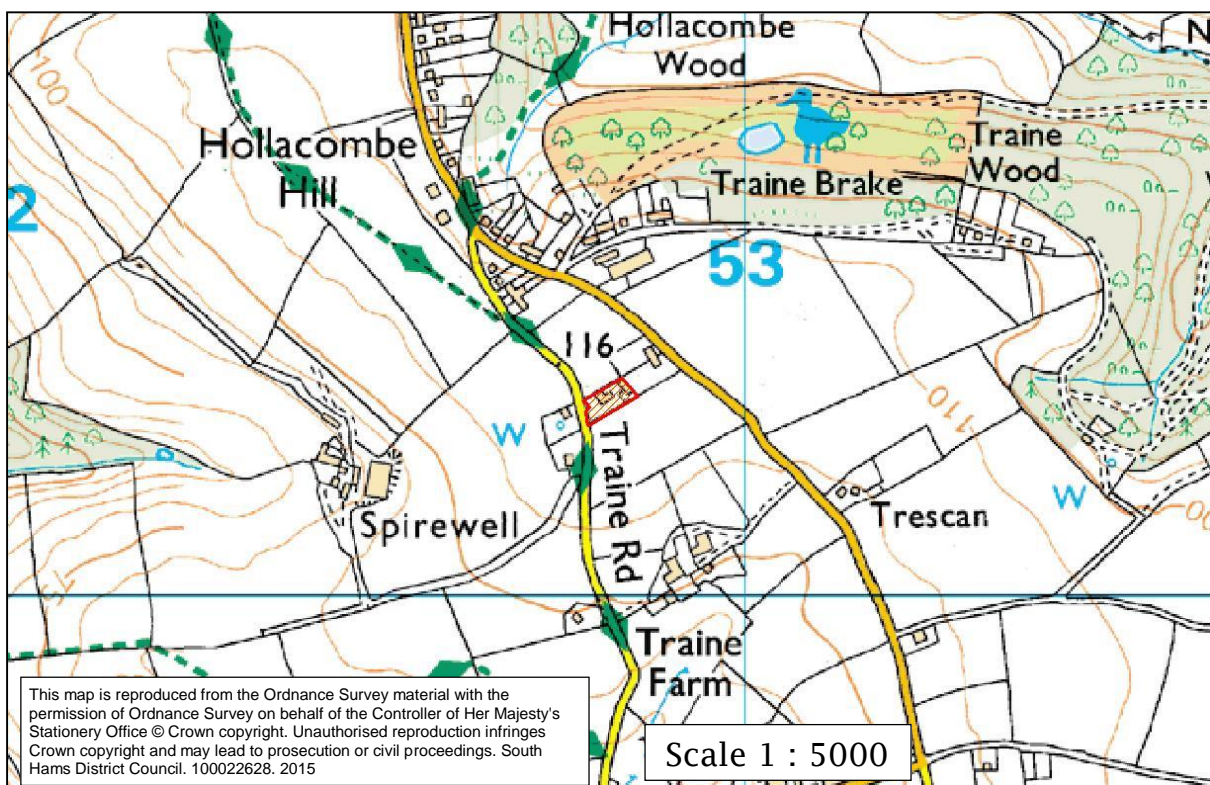 Hollacombe
Wood
N
100
Hollacombe
Hill
2
Traine
Wood
Traine Brake
53
116
W
Traine Rd
110
Spirewell
Trescan
W
00
75
Traine
Farm
This map is reproduced from the Ordnance Survey material with the
permission of Ordnance Survey on behalf of the Controller of Her Majesty's
Stationery Office © Crown copyright. Unauthorised reproduction infringes
Crown copyright and may lead to prosecution or civil proceedings. South
Hams District Council. 100022628. 2015
Scale 1 : 5000